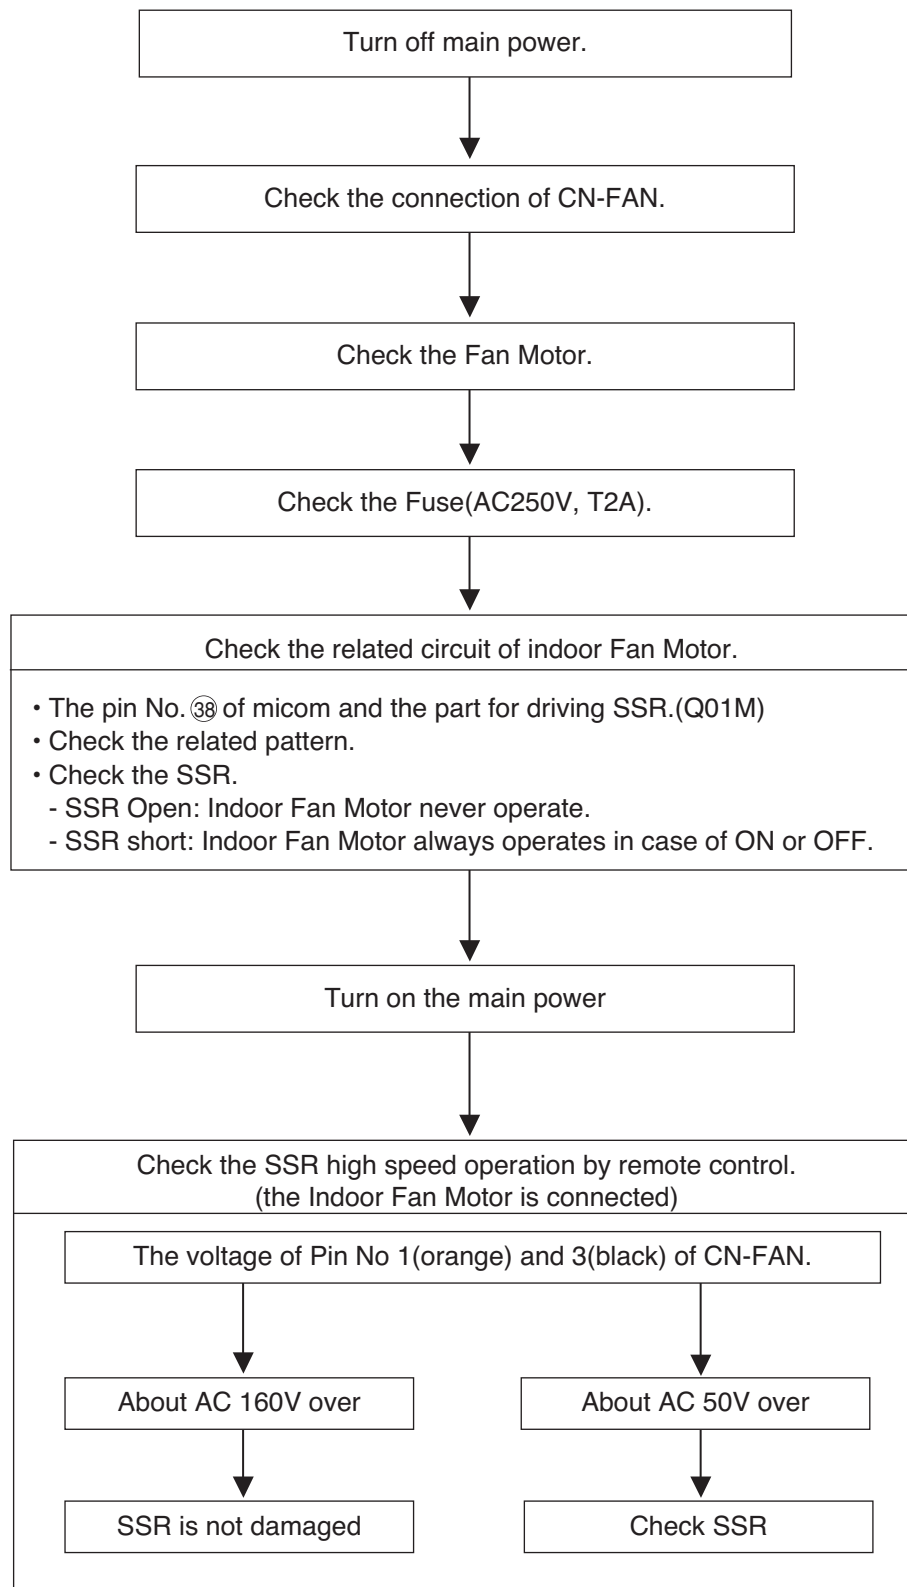 Turn off main power.
Check the connection of CN-FAN.
Check the Fan Motor.
Check the Fuse(AC250V, T2A).
Check the related circuit of indoor Fan Motor.
• The pin No. ㊳ of micom and the part for driving SSR.(Q01M)
• Check the related pattern.
• Check the SSR.
- SSR Open: Indoor Fan Motor never operate.
- SSR short: Indoor Fan Motor always operates in case of ON or OFF.
Turn on the main power
Check the SSR high speed operation by remote control.
(the Indoor Fan Motor is connected)
The voltage of Pin No 1(orange) and 3(black) of CN-FAN.
About AC 160V over
About AC 50V over
SSR is not damaged
Check SSR